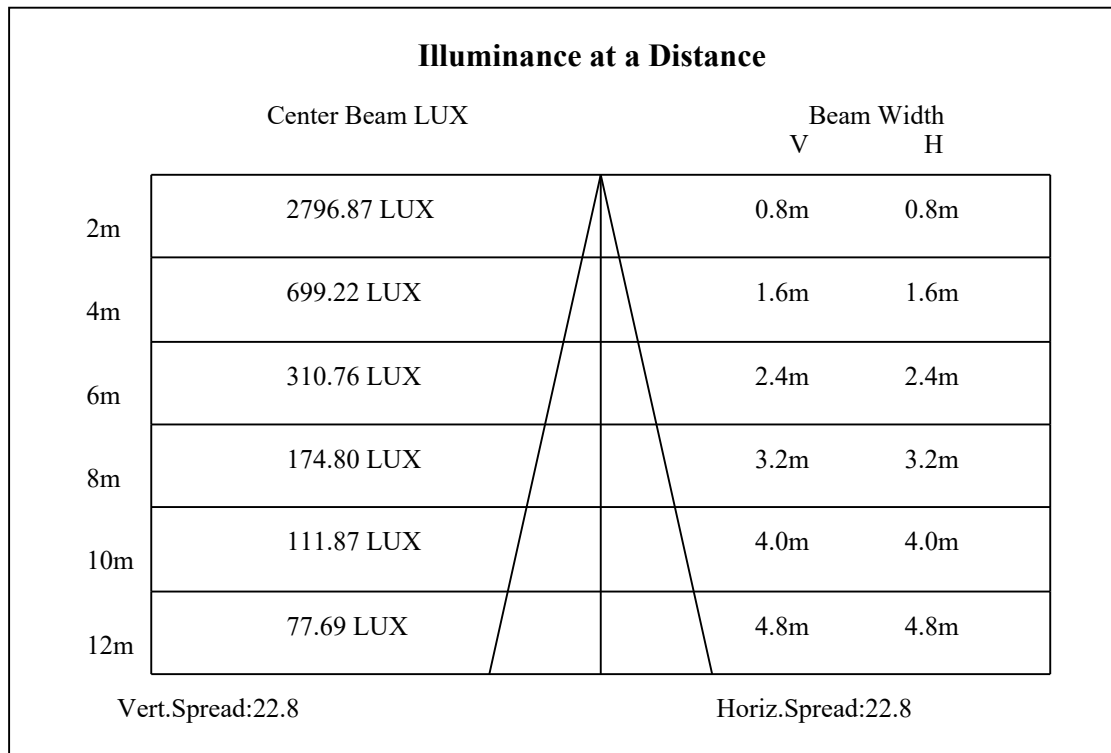 Illuminance at a Distance
Center Beam LUX Beam Width
V H
2796.87 LUX 0.8m 0.8m
2m
699.22 LUX 1.6m 1.6m
4m
310.76 LUX 2.4m 2.4m
6m
174.80 LUX 3.2m 3.2m
8m
111.87 LUX 4.0m 4.0m
10m
77.69 LUX 4.8m 4.8m
12m
Vert.Spread:22.8 Horiz.Spread:22.8